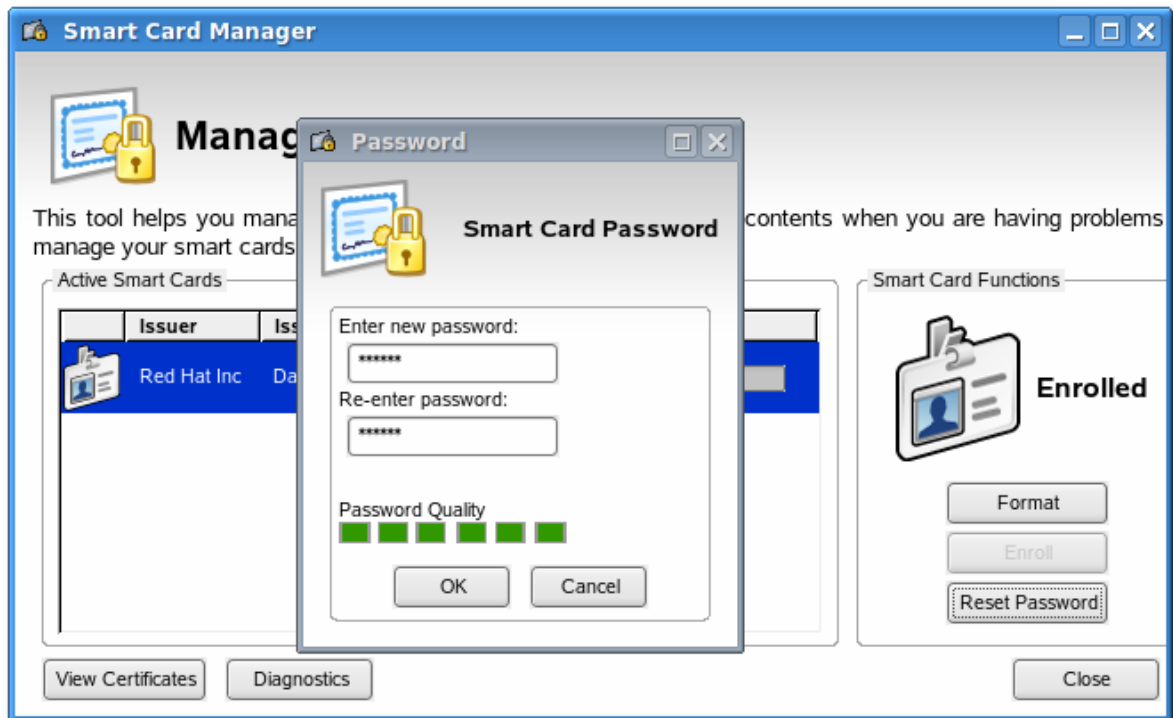 Smart Card Manager
Manag
Password
This tool helps you mana
contents when you are having problems
manage your smart cards
Smart Card Password
Active Smart Cards
Issuer
Iss
Red Hat Inc
Da
Enter new password:
******
Re-enter password:
******
Password Quality
OK
Cancel
Smart Card Functions
Enrolled
Format
Enroll
Reset Password
View Certificates
Diagnostics
Close